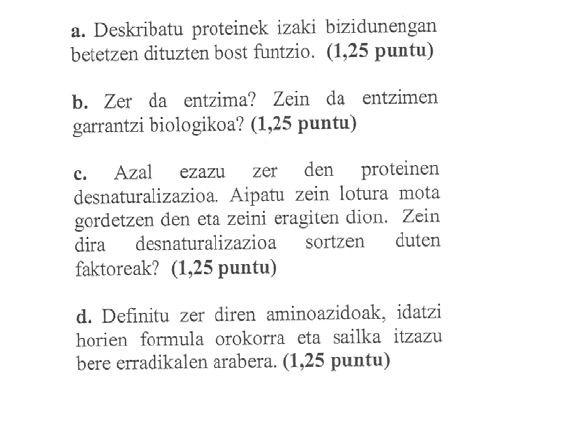 a. Deskribatu proteinek izaki bizidunengan
betetzen dituzten bost funtzio. (1,25 puntu)
b. Zer da entzima? Zein da entzimen
garrantzi biologikoa? (1,25 puntu)
c. Azal ezazu zer den proteinen
desnaturalizazioa. Aipatu zein lotura mota
gordetzen den eta zeini eragiten dion. Zein
dira desnaturalizazioa sortzen duten
faktoreak? (1,25 puntu)
d. Definitu zer diren aminoazidoak, idatzi
horien formula orokorra eta sailka itzazu
bere erradikalen arabera. (1,25 puntu)